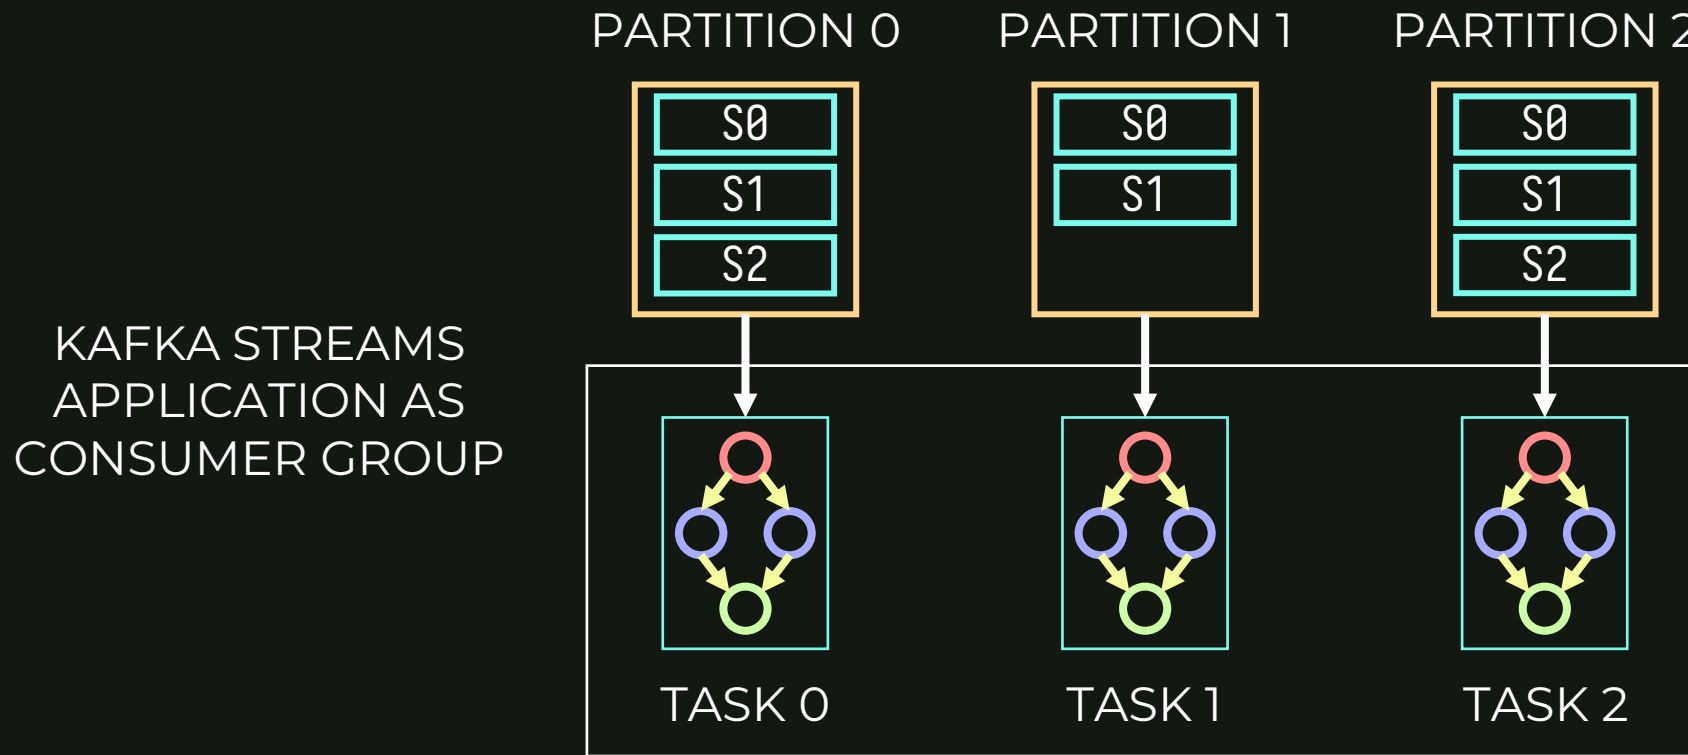 PARTITION 0
PARTITION 1
PARTITION 2
S0
S1
S2
S0
S1
S0
S1
S2
KAFKA STREAMS
APPLICATION AS
CONSUMER GROUP
TASK 0
TASK 1
TASK 2